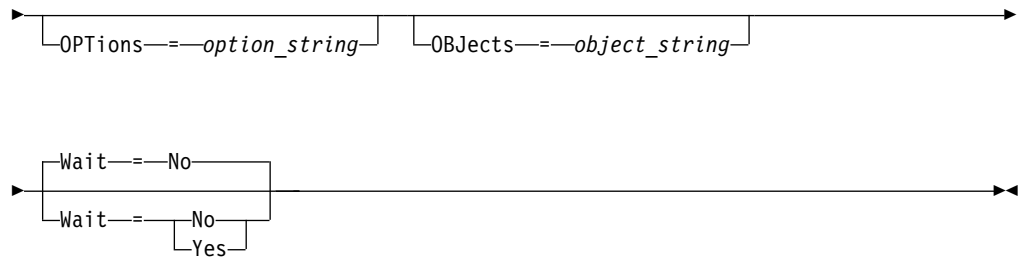 OPTions = option_string OBJects = object_string
Wait = No
Wait = No
Yes